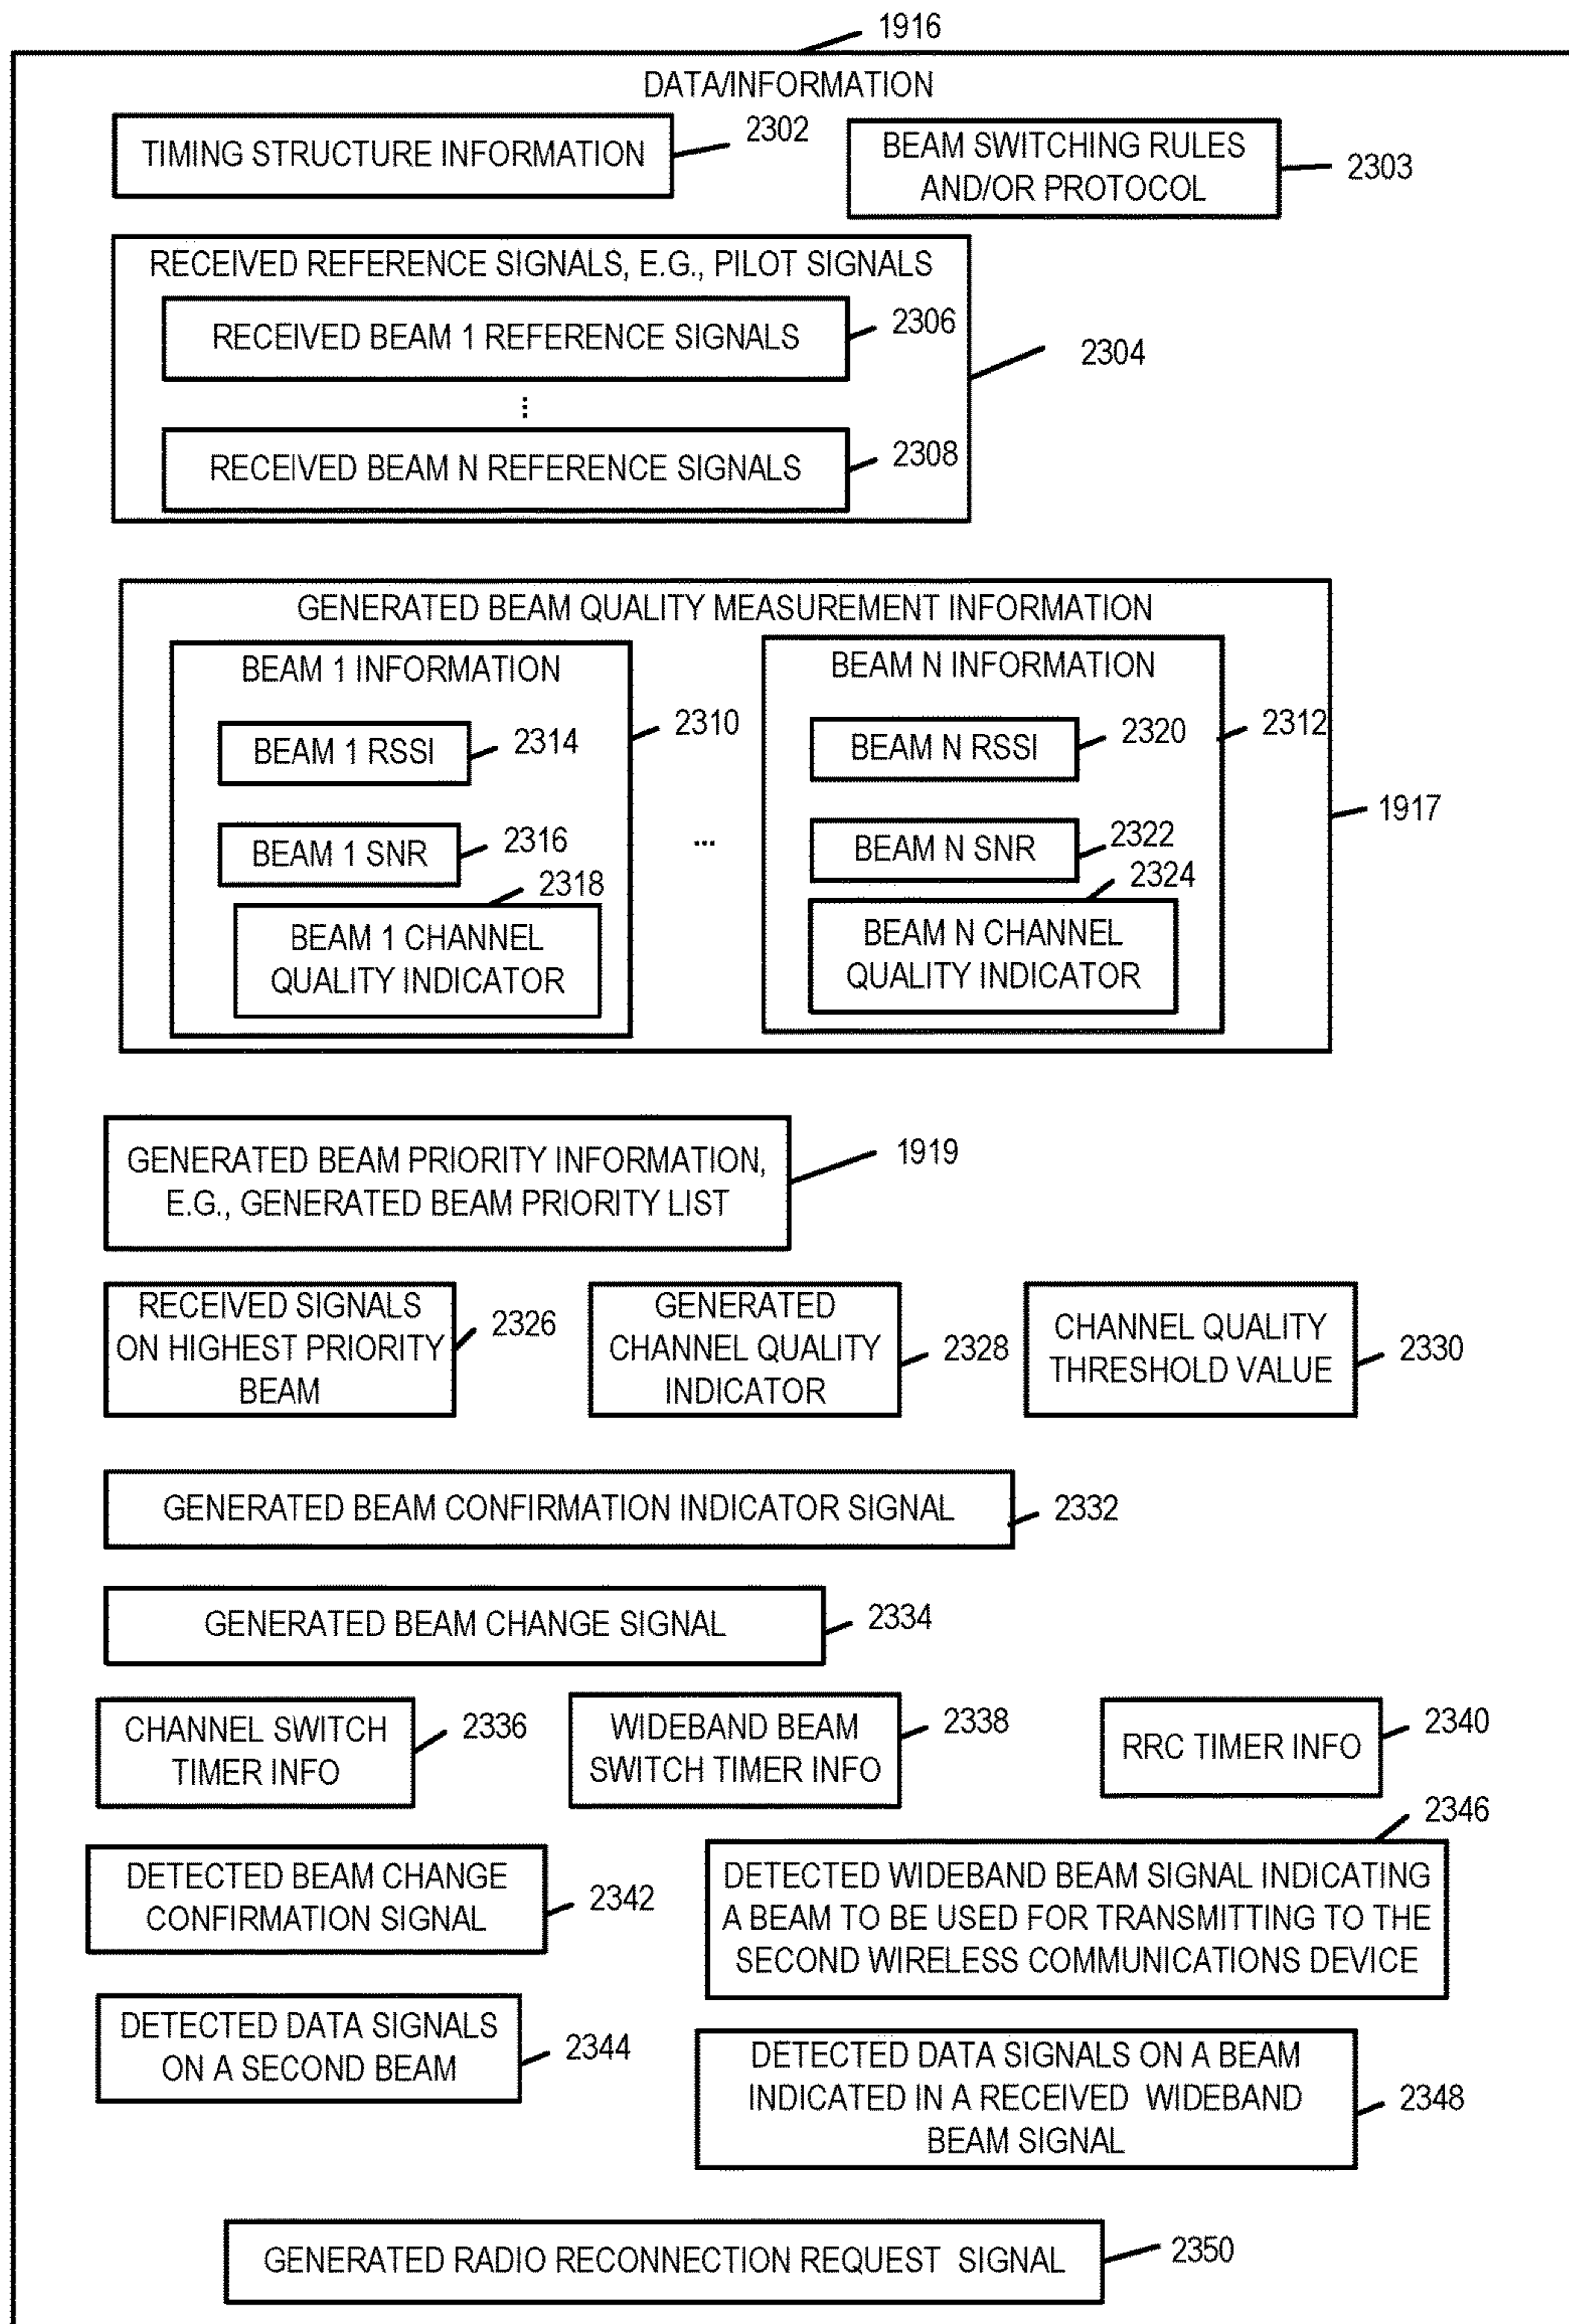 1916
DATA/INFORMATION
TIMING STRUCTURE INFORMATION
2302
BEAM SWITCHING RULES
AND/OR PROTOCOL
2303
RECEIVED REFERENCE SIGNALS, E.G., PILOT SIGNALS
RECEIVED BEAM 1 REFERENCE SIGNALS
2306
2304
...
RECEIVED BEAM N REFERENCE SIGNALS
2308
GENERATED BEAM QUALITY MEASUREMENT INFORMATION
BEAM 1 INFORMATION
2310
BEAM 1 RSSI
2314
BEAM 1 SNR
2316
2318
BEAM 1 CHANNEL
QUALITY INDICATOR
...
BEAM N INFORMATION
2312
BEAM N RSSI
2320
BEAM N SNR
2322
2324
BEAM N CHANNEL
QUALITY INDICATOR
1917
GENERATED BEAM PRIORITY INFORMATION,
E.G., GENERATED BEAM PRIORITY LIST
1919
RECEIVED SIGNALS
ON HIGHEST PRIORITY
BEAM
2326
GENERATED
CHANNEL QUALITY
INDICATOR
2328
CHANNEL QUALITY
THRESHOLD VALUE
2330
GENERATED BEAM CONFIRMATION INDICATOR SIGNAL
2332
GENERATED BEAM CHANGE SIGNAL
2334
CHANNEL SWITCH
TIMER INFO
2336
WIDEBAND BEAM
SWITCH TIMER INFO
2338
RRC TIMER INFO
2340
DETECTED BEAM CHANGE
CONFIRMATION SIGNAL
2342
2346
DETECTED WIDEBAND BEAM SIGNAL INDICATING
A BEAM TO BE USED FOR TRANSMITTING TO THE
SECOND WIRELESS COMMUNICATIONS DEVICE
DETECTED DATA SIGNALS
ON A SECOND BEAM
2344
DETECTED DATA SIGNALS ON A BEAM
INDICATED IN A RECEIVED WIDEBAND
BEAM SIGNAL
2348
GENERATED RADIO RECONNECTION REQUEST SIGNAL
2350